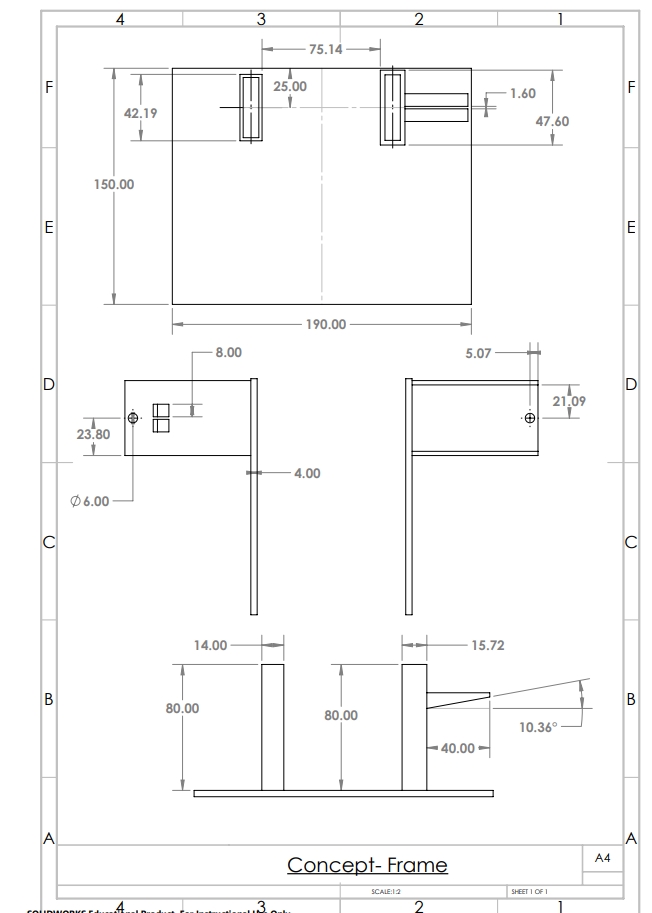 4 3 2 1
75.14
F F
25.00
1.60
42.19
47.60
150.00
E E
190.00
8.00
5.07
D D
21.09
23.80
4.00
Ø 6.00
C C
14.00
15.72
B B
80.00
80.00
10.36°
40.00
A A
Concept- Frame
A4
SCALE:1:2
SHEET 1 OF 1
4 3 2 1
SOLIDWORKS Educational Product. For Instructional Use Only.